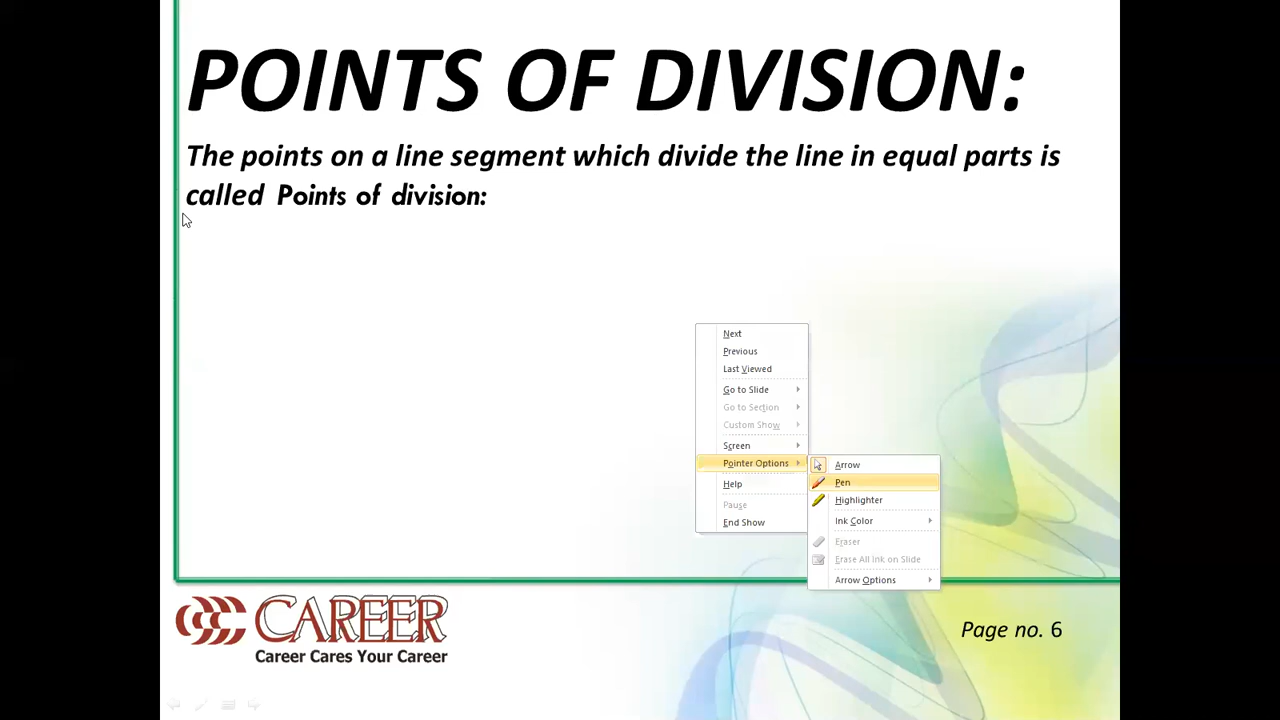 POINTS OF DIVISION:
The points on a line segment which divide the line in equal parts is
called Points of division:
Next
Previous
Last Viewed
Go to Slide
Go to Section
Custom Show
Screen
Pointer Options
Help
Pause
End Show
Arrow
Pen
Highlighter
Ink Color
Eraser
Erase All Ink on Slide
Arrow Options
CAREER
Career Cares Your Career
Page no. 6